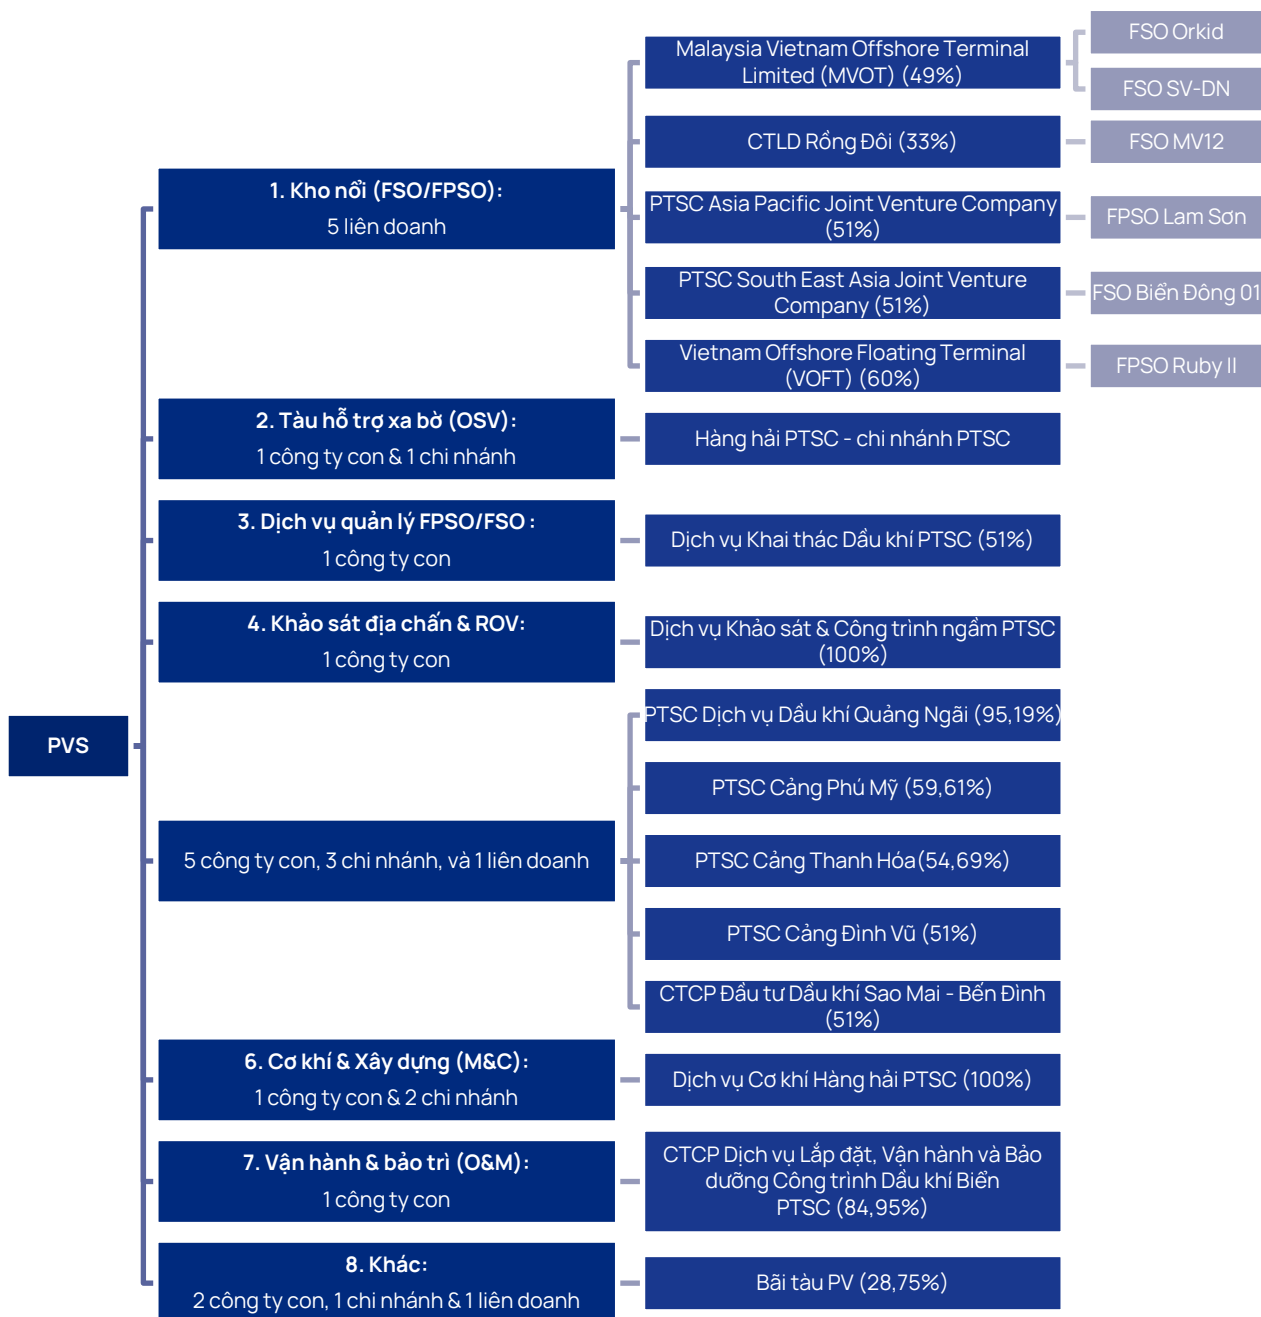 PVS
1. Kho nổi (FSO/FPSO):
5 liên doanh
Malaysia Vietnam Offshore Terminal
Limited (MVOT) (49%)
FSO Orkid
FSO SV-DN
CTLD Rồng Đôi (33%)
FSO MV12
PTSC Asia Pacific Joint Venture Company
(51%)
FPSO Lam Sơn
PTSC South East Asia Joint Venture
Company (51%)
FSO Biển Đông 01
Vietnam Offshore Floating Terminal
(VOFT) (60%)
FPSO Ruby II
2. Tàu hỗ trợ xa bờ (OSV):
1 công ty con & 1 chi nhánh
Hàng hải PTSC - chi nhánh PTSC
3. Dịch vụ quản lý FPSO/FSO :
1 công ty con
Dịch vụ Khai thác Dầu khí PTSC (51%)
4. Khảo sát địa chấn & ROV:
1 công ty con
Dịch vụ Khảo sát & Công trình ngầm PTSC
(100%)
5 công ty con, 3 chi nhánh, và 1 liên doanh
PTSC Dịch vụ Dầu khí Quảng Ngãi (95,19%)
PTSC Cảng Phú Mỹ (59,61%)
PTSC Cảng Thanh Hóa(54,69%)
PTSC Cảng Đình Vũ (51%)
CTCP Đầu tư Dầu khí Sao Mai - Bến Đình
(51%)
6. Cơ khí & Xây dựng (M&C):
1 công ty con & 2 chi nhánh
Dịch vụ Cơ khí Hàng hải PTSC (100%)
7. Vận hành & bảo trì (O&M):
1 công ty con
CTCP Dịch vụ Lắp đặt, Vận hành và Bảo
dưỡng Công trình Dầu khí Biển
PTSC (84,95%)
8. Khác:
2 công ty con, 1 chi nhánh & 1 liên doanh
Bãi tàu PV (28,75%)